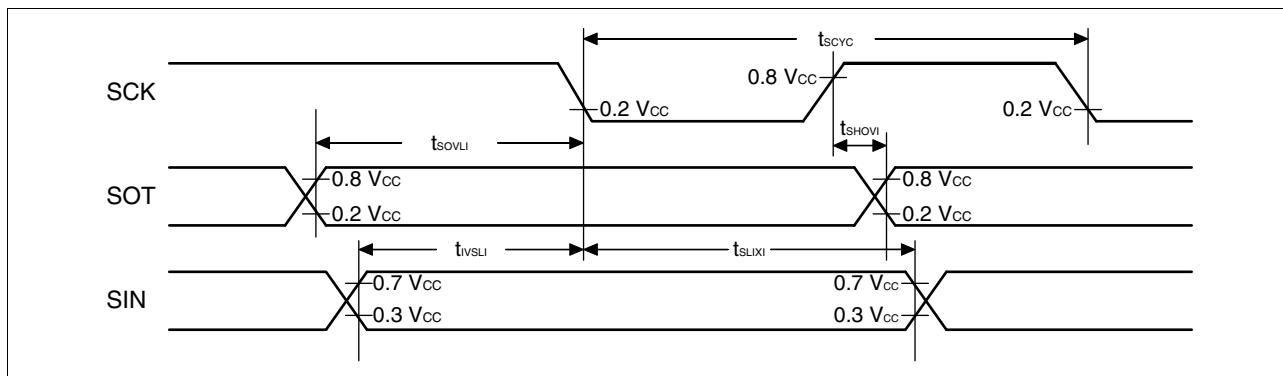 tSCYC
SCK
0.8 VCC
0.2 VCC
0.2 VCC
tSOVLI
tSHOVI
SOT
0.8 VCC
0.2 VCC
0.8 VCC
0.2 VCC
tIVSLI
tSLIXI
SIN
0.7 VCC
0.3 VCC
0.7 VCC
0.3 VCC